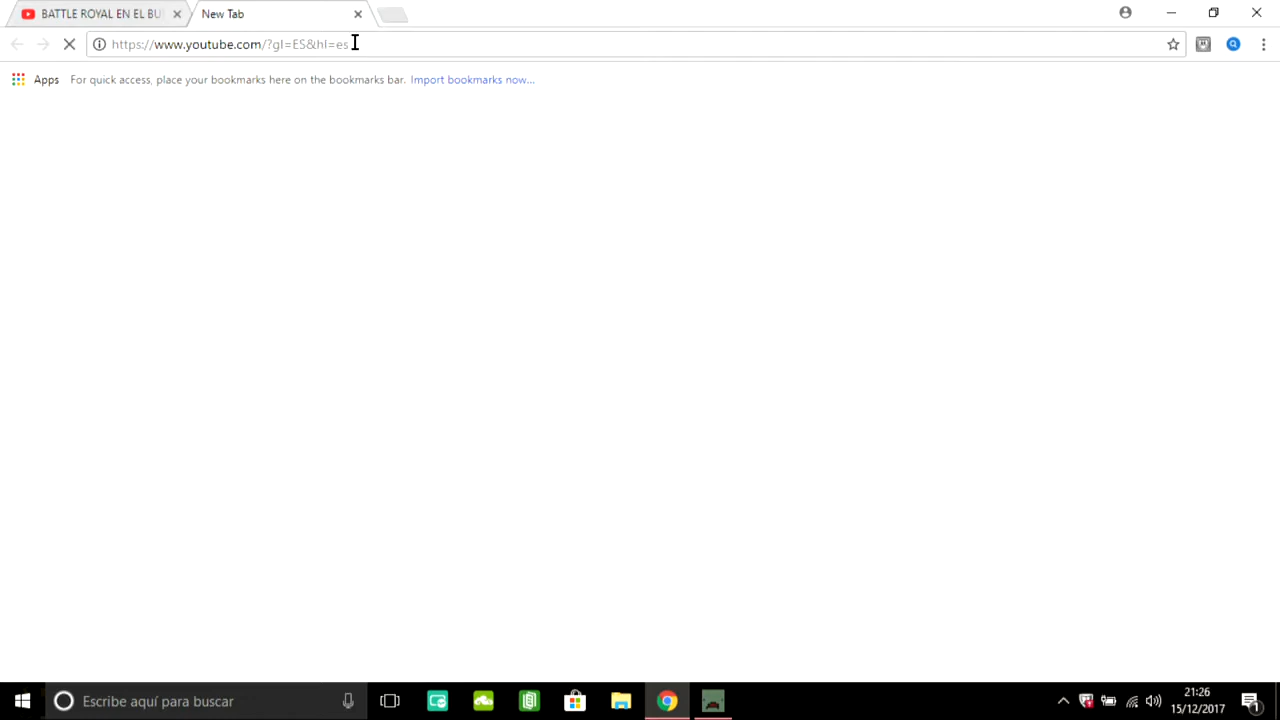 BATTLE ROYAL EN EL BU
New Tab
https://www.youtube.com/?gl=ES&hl=es
Apps For quick access, place your bookmarks here on the bookmarks bar. Import bookmarks now...
Escribe aquí para buscar
21:26
15/12/2017
1